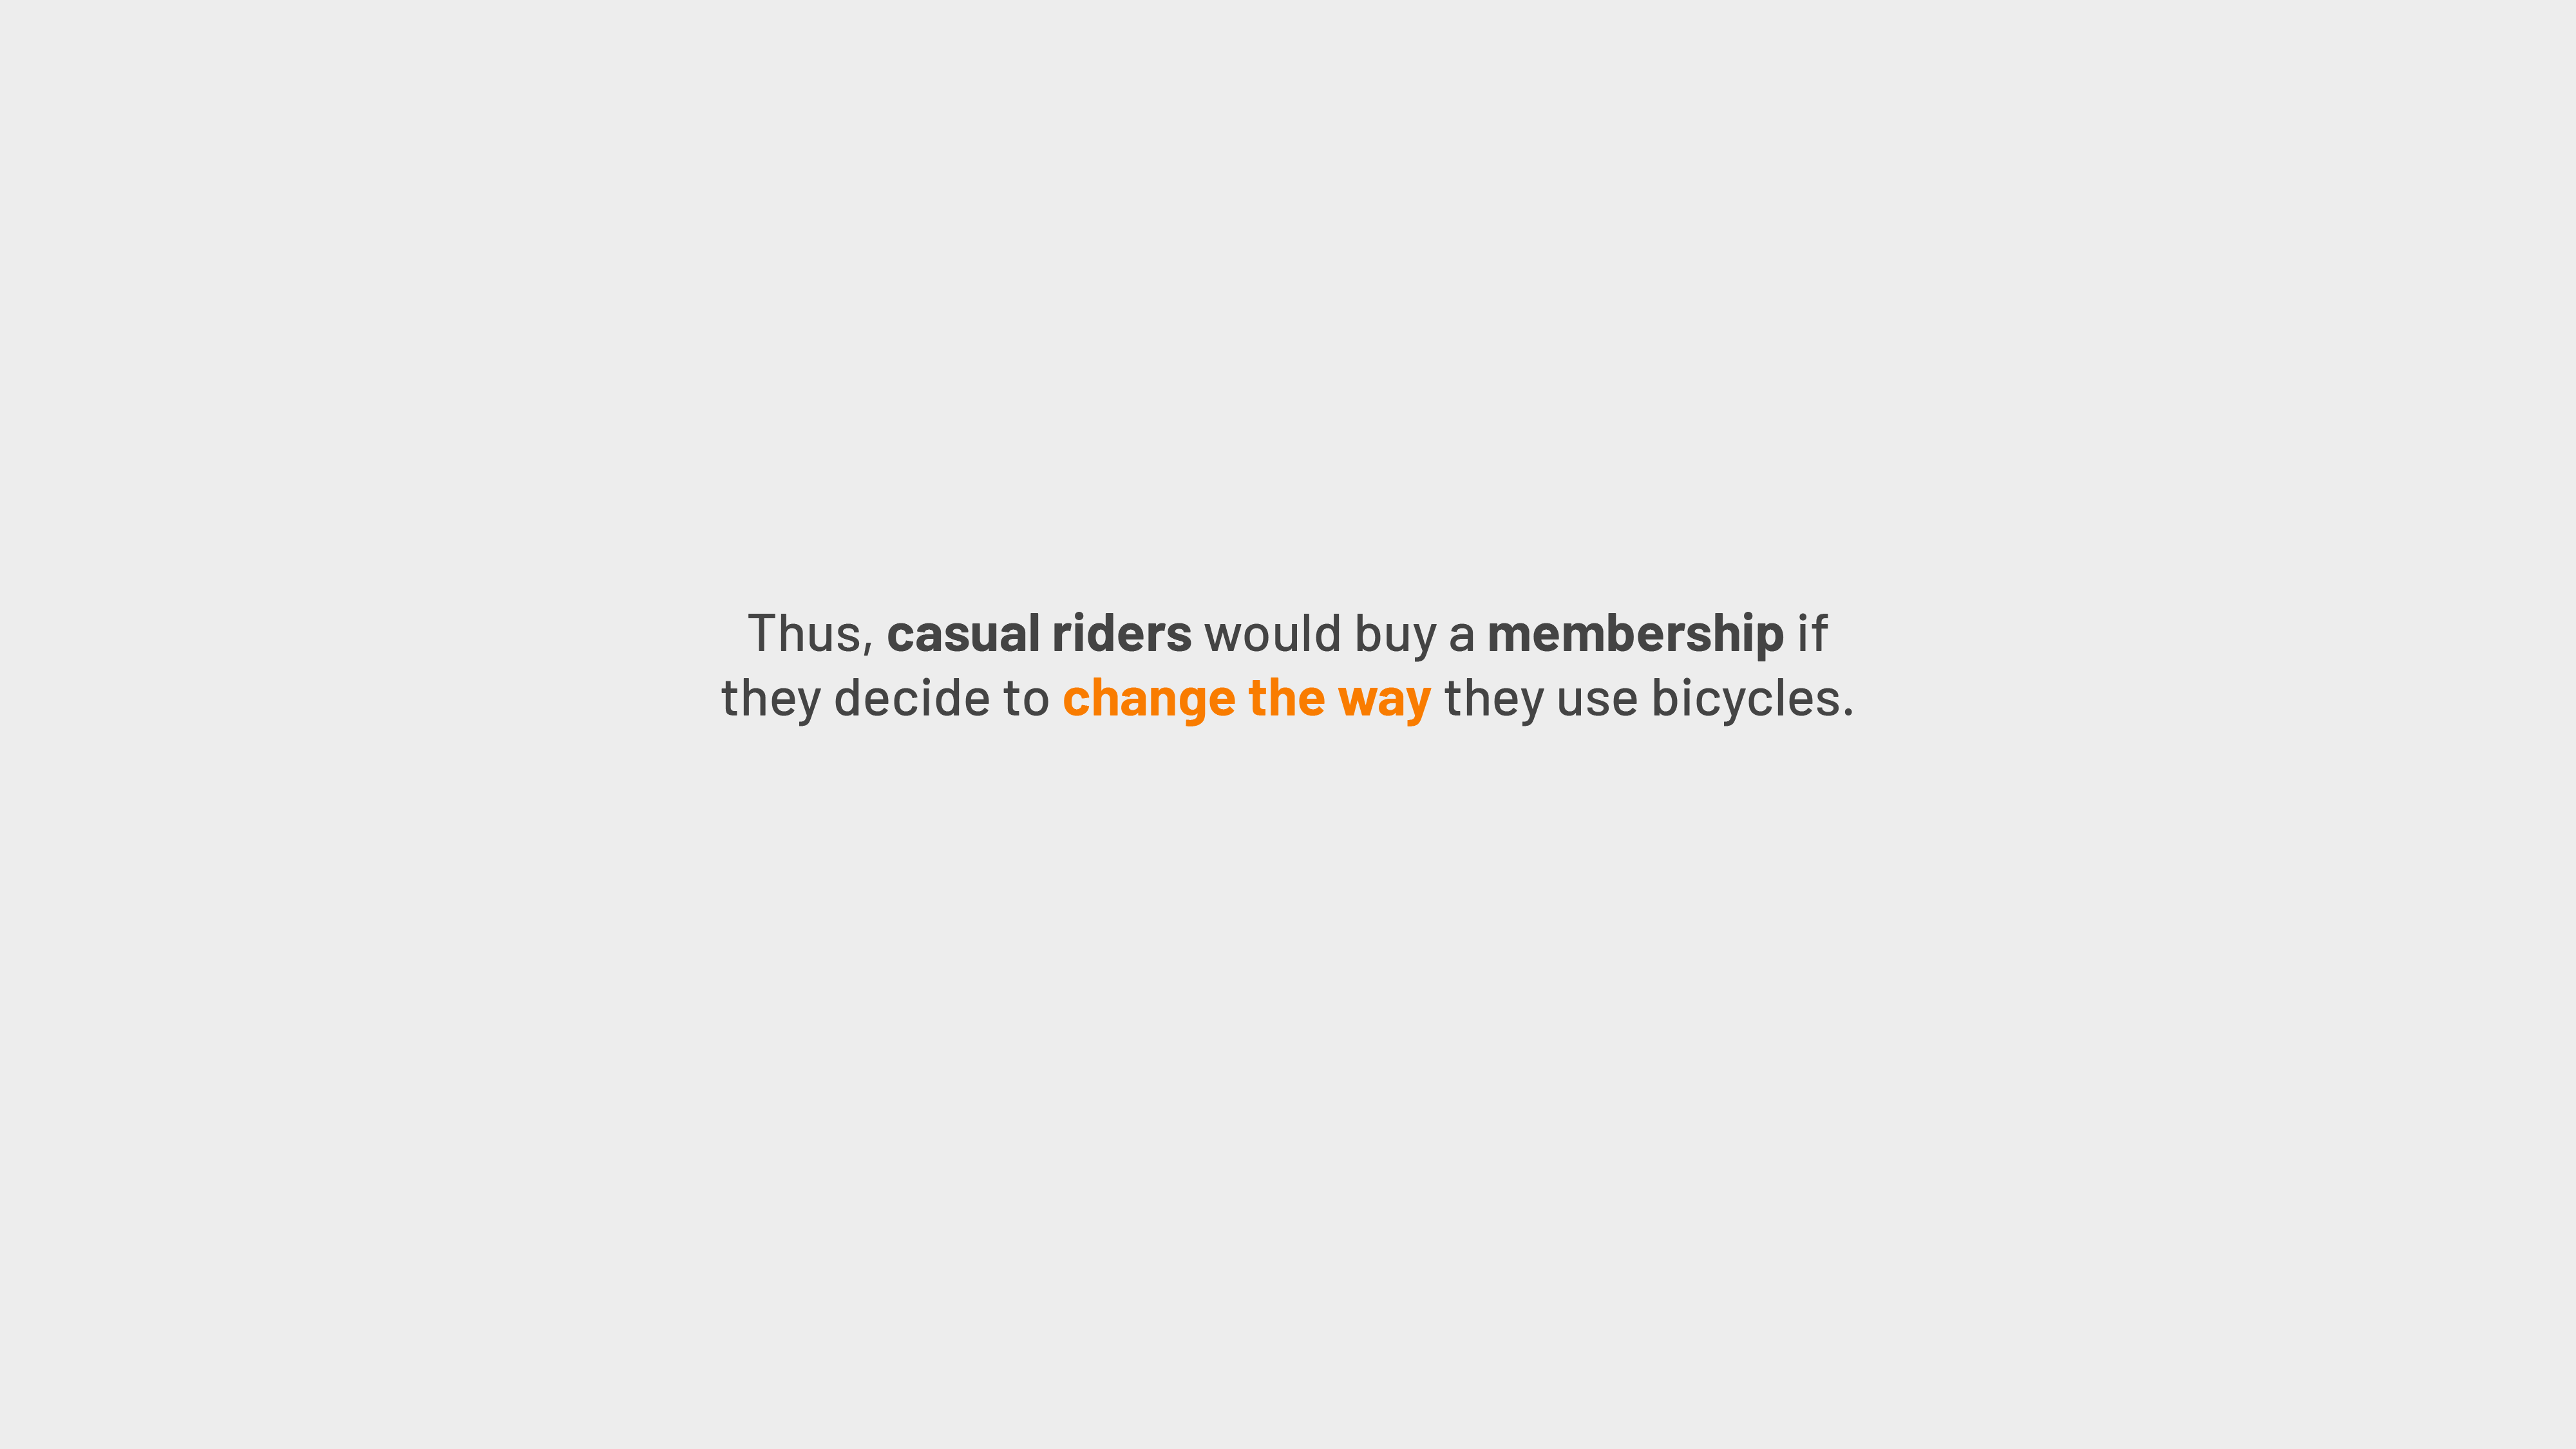 Thus, casual riders would buy a membership if
they decide to change the way they use bicycles.